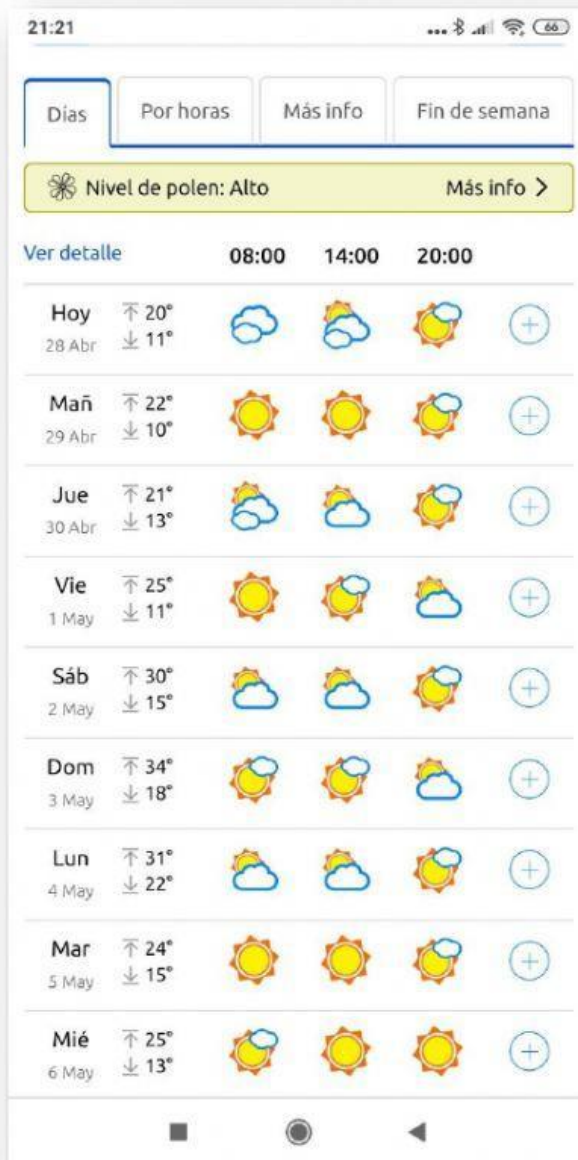 21:21 66
Días Por horas Más info Fin de semana
Nivel de polen: Alto Más info
Ver detalle 08:00 14:00 20:00
Hoy 20°
28 Abr 11°
Mañ 22°
29 Abr 10°
Jue 21°
30 Abr 13°
Vie 25°
1 May 11°
Sáb 30°
2 May 15°
Dom 34°
3 May 18°
Lun 31°
4 May 22°
Mar 24°
5 May 15°
Mié 25°
6 May 13°